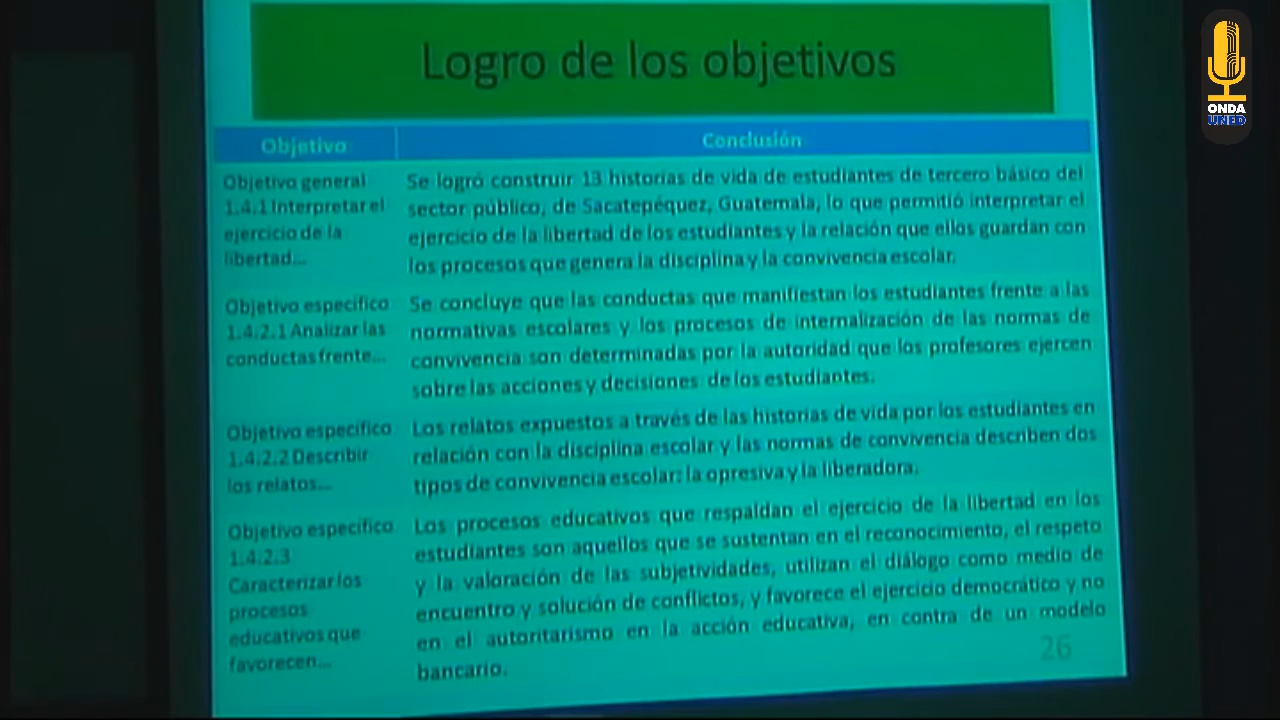 Logro de los objetivos
Objetivo
Conclusión
Objetivo general
1.4.1 Interpretar el
ejercicio de la
libertad...
Se logró construir 13 historias de vida de estudiantes de tercero básico del
sector público, de Sacatepéquez, Guatemala, lo que permitió interpretar el
ejercicio de la libertad de los estudiantes y la relación que ellos guardan con
los procesos que genera la disciplina y la convivencia escolar.
Objetivo específico
1.4.2.1 Analizar las
conductas frente...
Se concluye que las conductas que manifiestan los estudiantes frente a las
normativas escolares y los procesos de internalización de las normas de
convivencia son determinadas por la autoridad que los profesores ejercen
sobre las acciones y decisiones de los estudiantes.
Objetivo específico
1.4.2.2 Describir
los relatos...
Los relatos expuestos a través de las historias de vida por los estudiantes en
relación con la disciplina escolar y las normas de convivencia describen dos
tipos de convivencia escolar: la opresiva y la liberadora.
Objetivo específico
1.4.2.3
Caracterizar los
procesos
educativos que
favorecen...
Los procesos educativos que respaldan el ejercicio de la libertad en los
estudiantes son aquellos que se sustentan en el reconocimiento, el respeto
y la valoración de las subjetividades, utilizan el diálogo como medio de
encuentro y solución de conflictos, y favorece el ejercicio democrático y no
en el autoritarismo en la acción educativa, en contra de un modelo
bancario.
26
ONDA
UNED